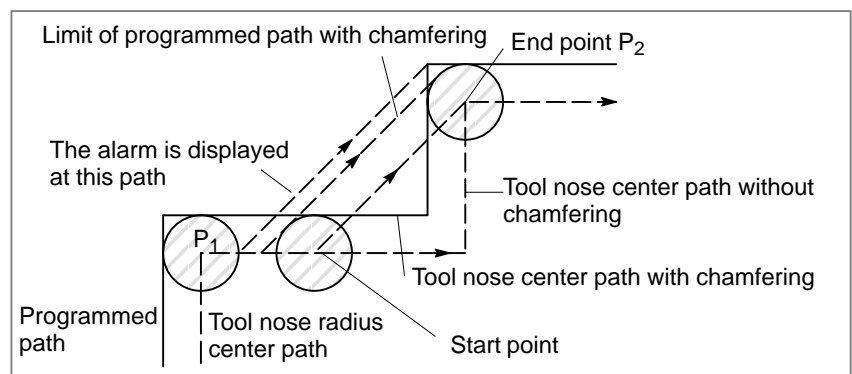 Limit of programmed path with chamfering
End point P2
The alarm is displayed
at this path
Tool nose center path without
chamfering
P1
Tool nose center path with chamfering
Programmed
path
Tool nose radius
center path
Start point